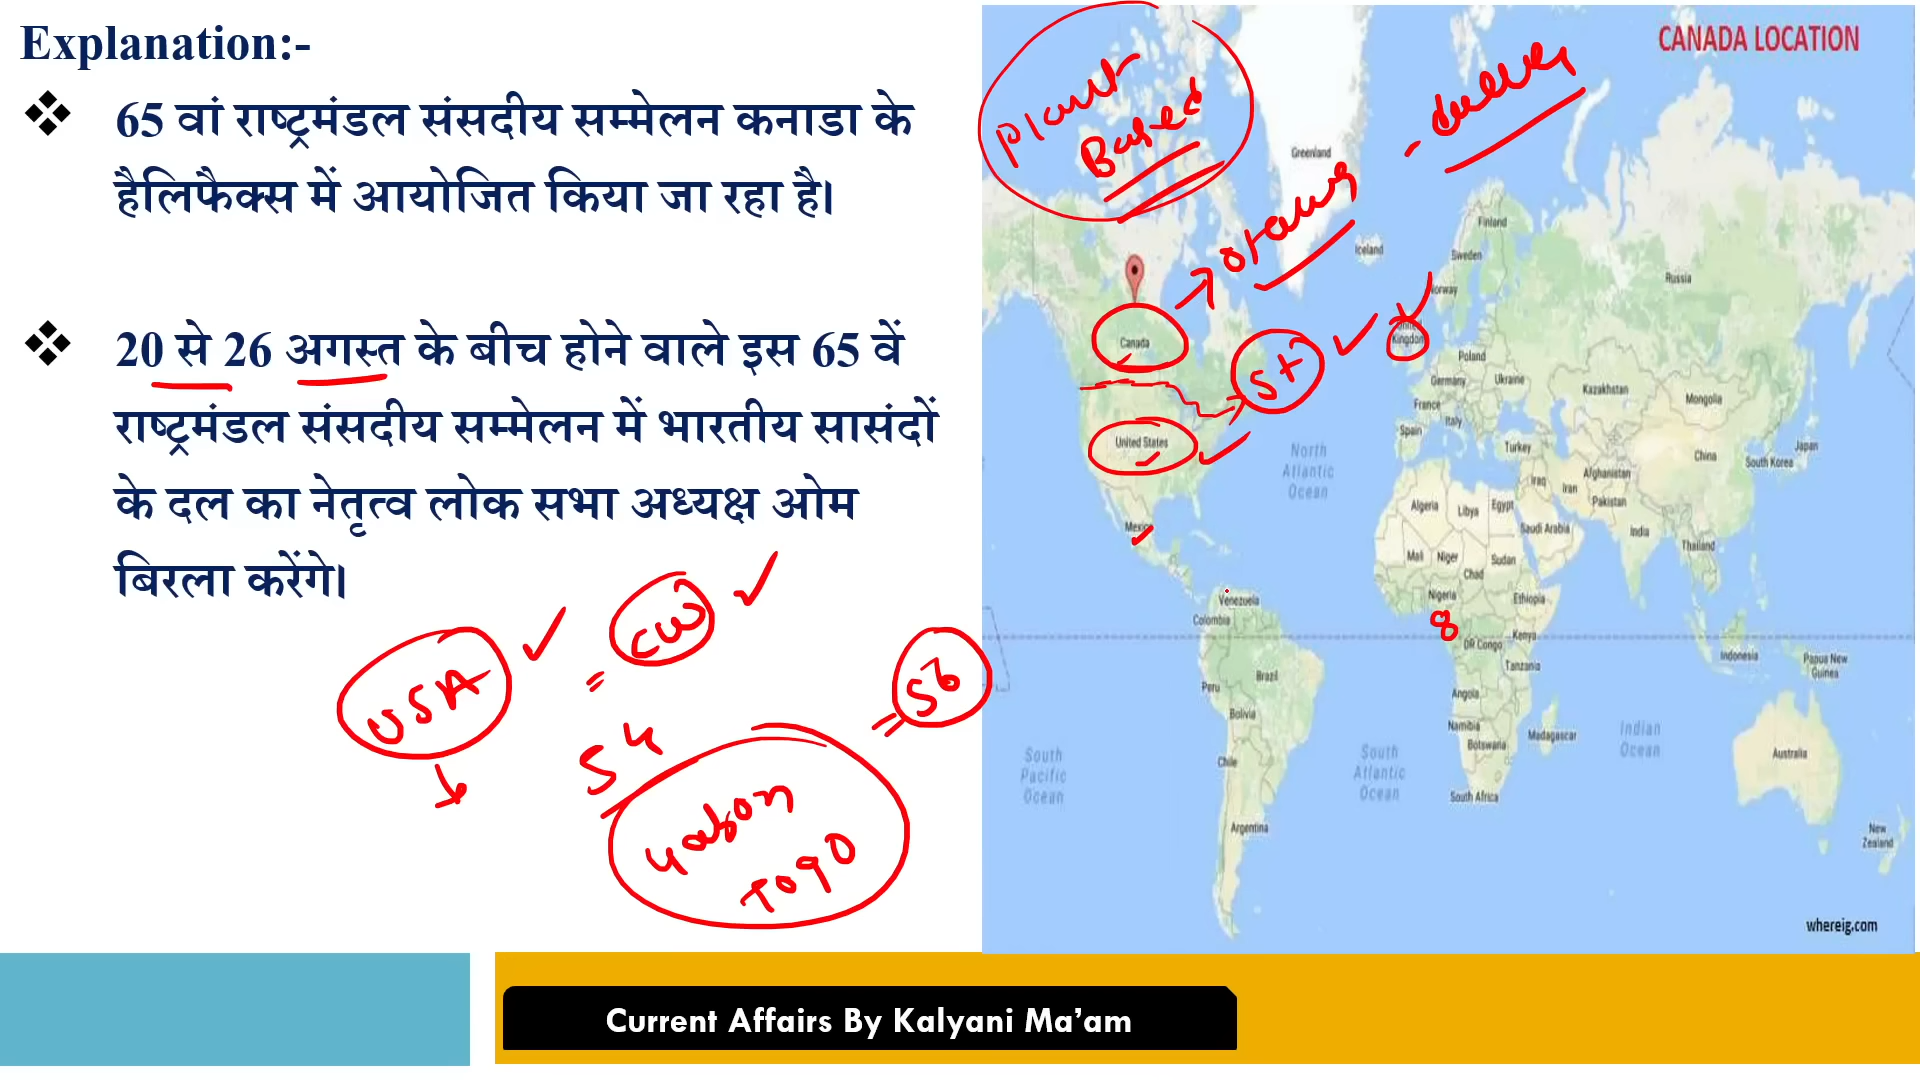 Explanation:-
❖ 65 वां राष्ट्रमंडल संसदीय सम्मेलन कनाडा के
हैलिफैक्स में आयोजित किया जा रहा है।
❖ 20 से 26 अगस्त के बीच होने वाले इस 65 वें
राष्ट्रमंडल संसदीय सम्मेलन में भारतीय सासंदों
के दल का नेतृत्व लोक सभा अध्यक्ष ओम
बिरला करेंगे।
USA
= CW
54
Togo
= 56
CANADA LOCATION
Plant
Based
Greenland
Iceland
Finland
Sweden
Norway
Russia
Canada
United Kingdom
Poland
Germany
Ukraine
France
Kazakhstan
Mongolia
Italy
Spain
Turkey
United States
North
Atlantic
Ocean
China
Japan
South Korea
Afghanistan
Iraq
Iran
Pakistan
Algeria
Libya
Egypt
Saudi Arabia
India
Thailand
Mexico
Mali
Niger
Sudan
Chad
Nigeria
Ethiopia
Venezuela
Colombia
8
DR Congo
Kenya
Tanzania
Indonesia
Papua New
Guinea
Peru
Brazil
Angola
Bolivia
Namibia
Botswana
Madagascar
South
Pacific
Ocean
Chile
South
Atlantic
Ocean
Indian
Ocean
Australia
South Africa
Argentina
New
Zealand
whereig.com
Current Affairs By Kalyani Ma’am